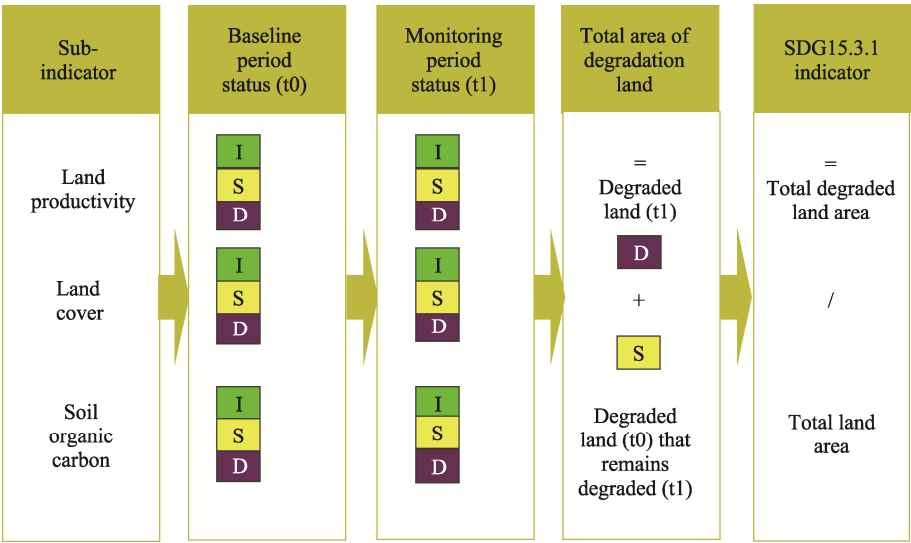 Sub-
indicator
Baseline
period
status (t0)
Monitoring
period
status (t1)
Total area of
degradation
land
SDG15.3.1
indicator
Land
productivity
Land
cover
Soil
organic
carbon
I
S
D
I
S
D
I
S
D
I
S
D
I
S
D
I
S
D
=
Degraded
land (t1)
D
+
S
Degraded
land (t0) that
remains
degraded (t1)
=
Total degraded
land area
/
Total land
area